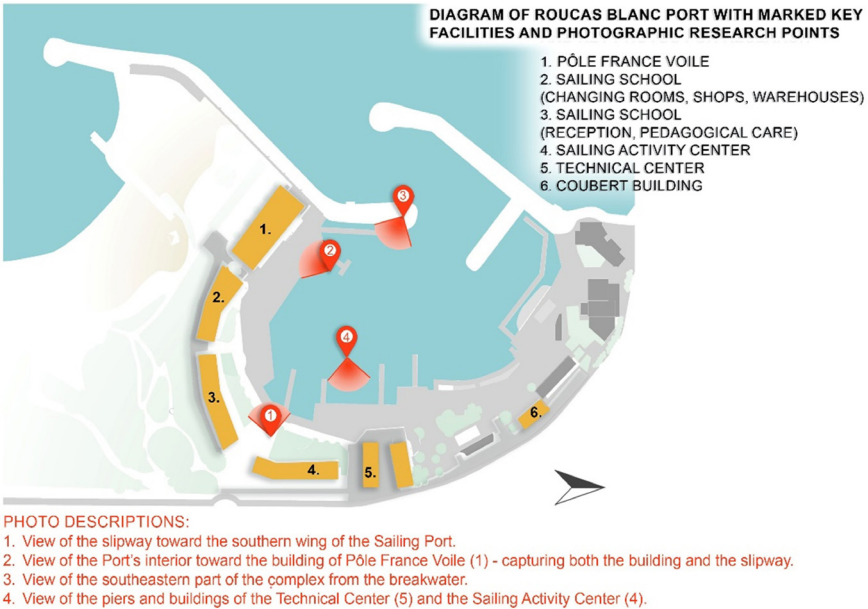 DIAGRAM OF ROUCAS BLANC PORT WITH MARKED KEY
FACILITIES AND PHOTOGRAPHIC RESEARCH POINTS
1. PÔLE FRANCE VOILE
2. SAILING SCHOOL
(CHANGING ROOMS, SHOPS, WAREHOUSES)
3. SAILING SCHOOL
(RECEPTION, PEDAGOGICAL CARE)
4. SAILING ACTIVITY CENTER
5. TECHNICAL CENTER
6. COUBERT BUILDING
3
1.
2
2.
4
3.
1
6.
4.
5.
PHOTO DESCRIPTIONS:
1. View of the slipway toward the southern wing of the Sailing Port.
2. View of the Port's interior toward the building of Pôle France Voile (1) - capturing both the building and the slipway.
3. View of the southeastern part of the çomplex from the breakwater.
4. View of the piers and buildings of the Technical Center (5) and the Sailing Activity Center (4).